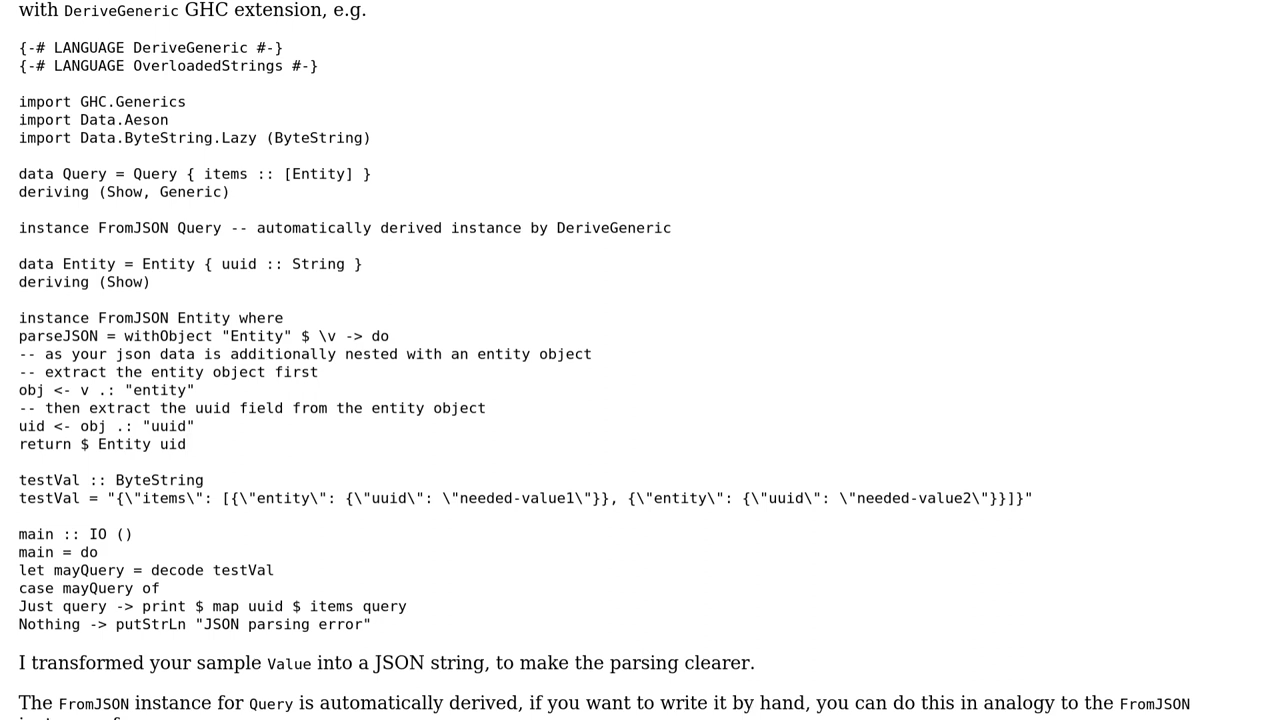 with DeriveGeneric GHC extension, e.g.
{-# LANGUAGE DeriveGeneric #-}
{-# LANGUAGE OverloadedStrings #-}
import GHC.Generics
import Data.Aeson
import Data.ByteString.Lazy (ByteString)
data Query = Query { items :: [Entity] }
deriving (Show, Generic)
instance FromJSON Query -- automatically derived instance by DeriveGeneric
data Entity = Entity { uuid :: String }
deriving (Show)
instance FromJSON Entity where
parseJSON = withObject "Entity" $ \v -> do
-- as your json data is additionally nested with an entity object
-- extract the entity object first
obj <- v .: "entity"
-- then extract the uuid field from the entity object
uid <- obj .: "uuid"
return $ Entity uid
testVal :: ByteString
testVal = "{\"items\": [{\"entity\": {\"uuid\": \"needed-value1\"}}, {\"entity\": {\"uuid\": \"needed-value2\"}}]}"
main :: IO ()
main = do
let mayQuery = decode testVal
case mayQuery of
Just query -> print $ map uuid $ items query
Nothing -> putStrLn "JSON parsing error"
I transformed your sample Value into a JSON string, to make the parsing clearer.
The FromJSON instance for Query is automatically derived, if you want to write it by hand, you can do this in analogy to the FromJSON